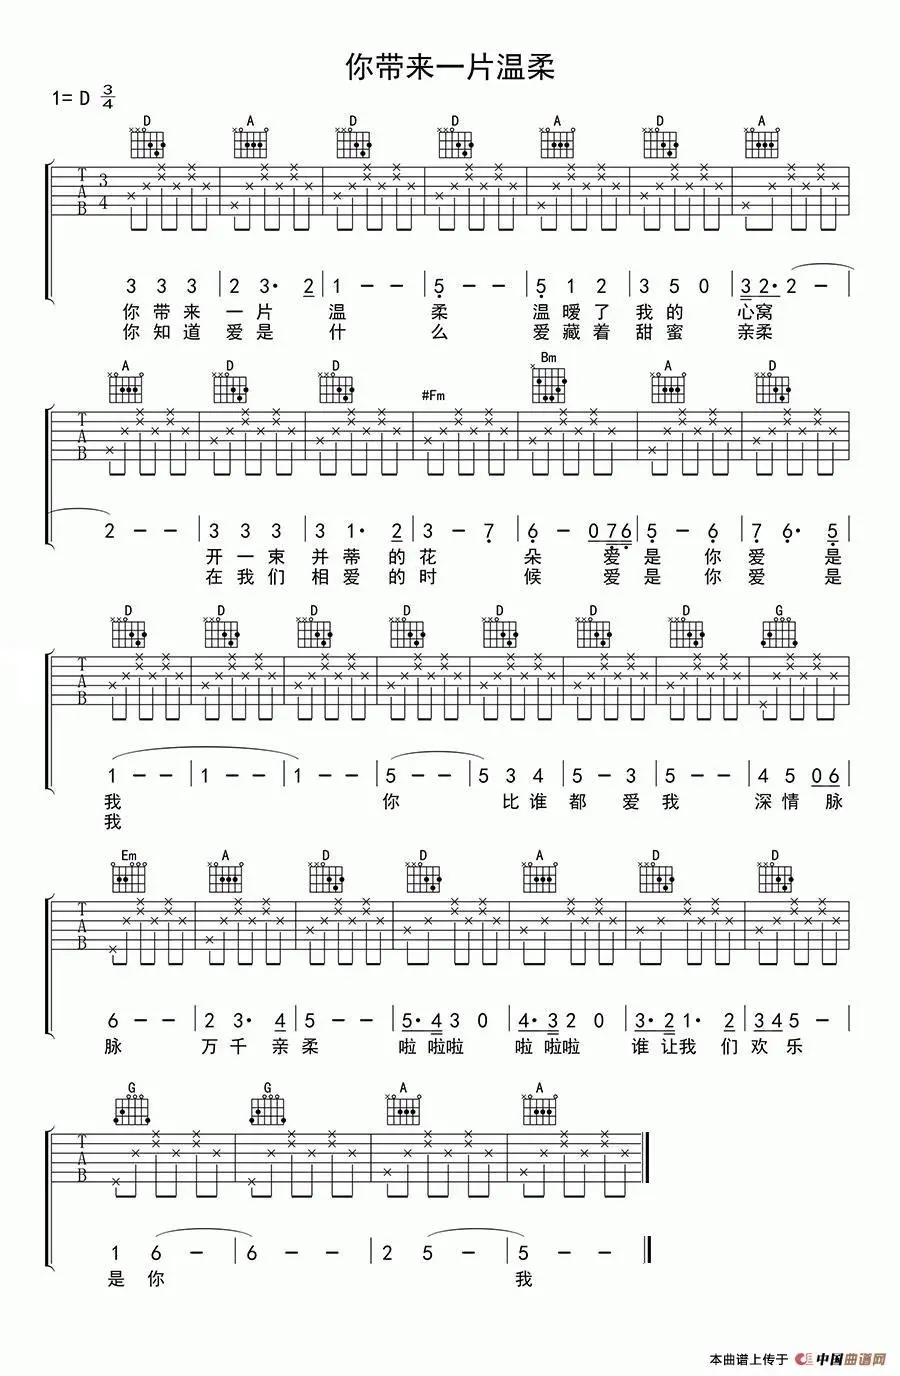 你带来一片温柔
1= D 3/4
D A D D A D A
T A B 3 4
3 3 3 | 2 3· 2 | 1 - - | 5 - - | 5 1 2 | 3 5 0 | 3 2· 2 - |
你 带 来 一 片 温 柔 温 暧 了 我 的 心 窝
你 知 道 爱 是 什 么 爱 藏 着 甜 蜜 亲 柔
A D D #Fm Bm A D
T A B
2 - - | 3 3 3 | 3 1· 2 | 3 - 7 | 6 - 0 7 6 | 5 - 6 | 7 6· 5 |
开 一 束 并 蒂 的 花 朵 爱 是 你 爱 是
在 我 们 相 爱 的 时 候 爱 是 你 爱 是
D D D D D D D G
T A B
1 - - | 1 - - | 1 - - | 5 - - | 5 3 4 | 5 - 3 | 5 - - | 4 5 0 6 |
我 你 比 谁 都 爱 我 深 情 脉
我
Em A D D A D D
T A B
6 - - | 2 3· 4 | 5 - - | 5· 4 3 0 | 4· 3 2 0 | 3· 2 1· 2 | 3 4 5 - |
脉 万 千 亲 柔 啦 啦啦 啦 啦啦 谁 让我 们 欢 乐
G G A A
T A B
1 6 - | 6 - - | 2 5 - | 5 - - ‖
是 你 我
本曲谱上传于 中国曲谱网